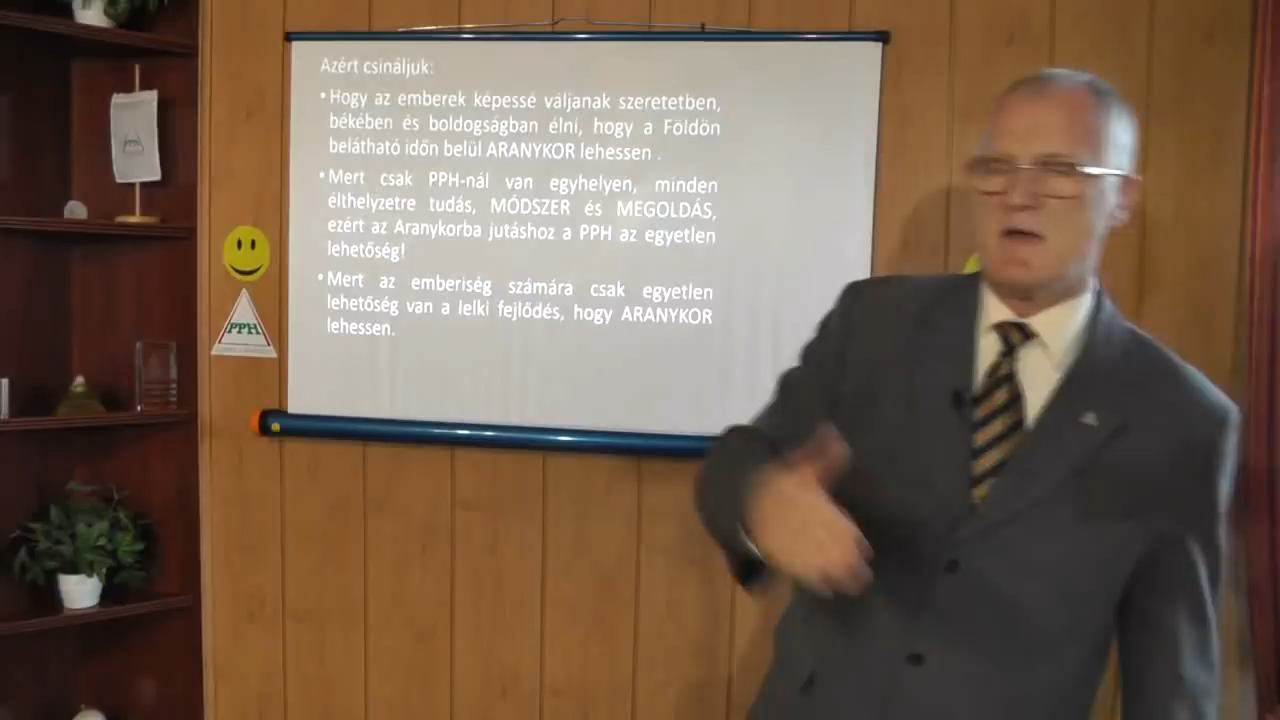 Azért csináljuk:
•Hogy az emberek képessé váljanak szeretetben,
békében és boldogságban élni, hogy a Földön
belátható időn belül ARANYKOR lehessen .
•Mert csak PPH-nál van egyhelyen, minden
élthelyzetre tudás, MÓDSZER és MEGOLDÁS,
ezért az Aranykorba jutáshoz a PPH az egyetlen
lehetőség!
•Mert az emberiség számára csak egyetlen
lehetőség van a lelki fejlődés, hogy ARANYKOR
lehessen.
PPH